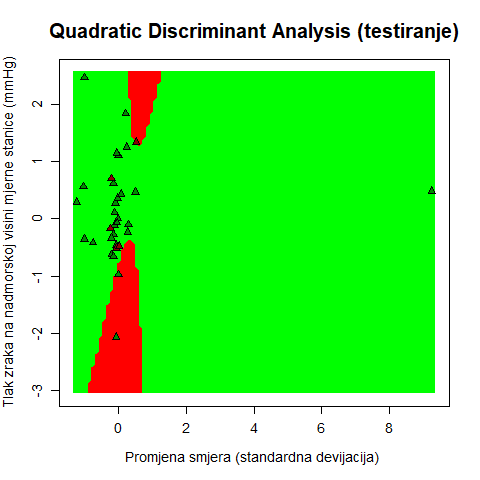 Quadratic Discriminant Analysis (testiranje)
Tlak zraka na nadmorskoj visini mjerne stanice (mmHg)
2
1
0
-1
-2
-3
0 2 4 6 8
Promjena smjera (standardna devijacija)